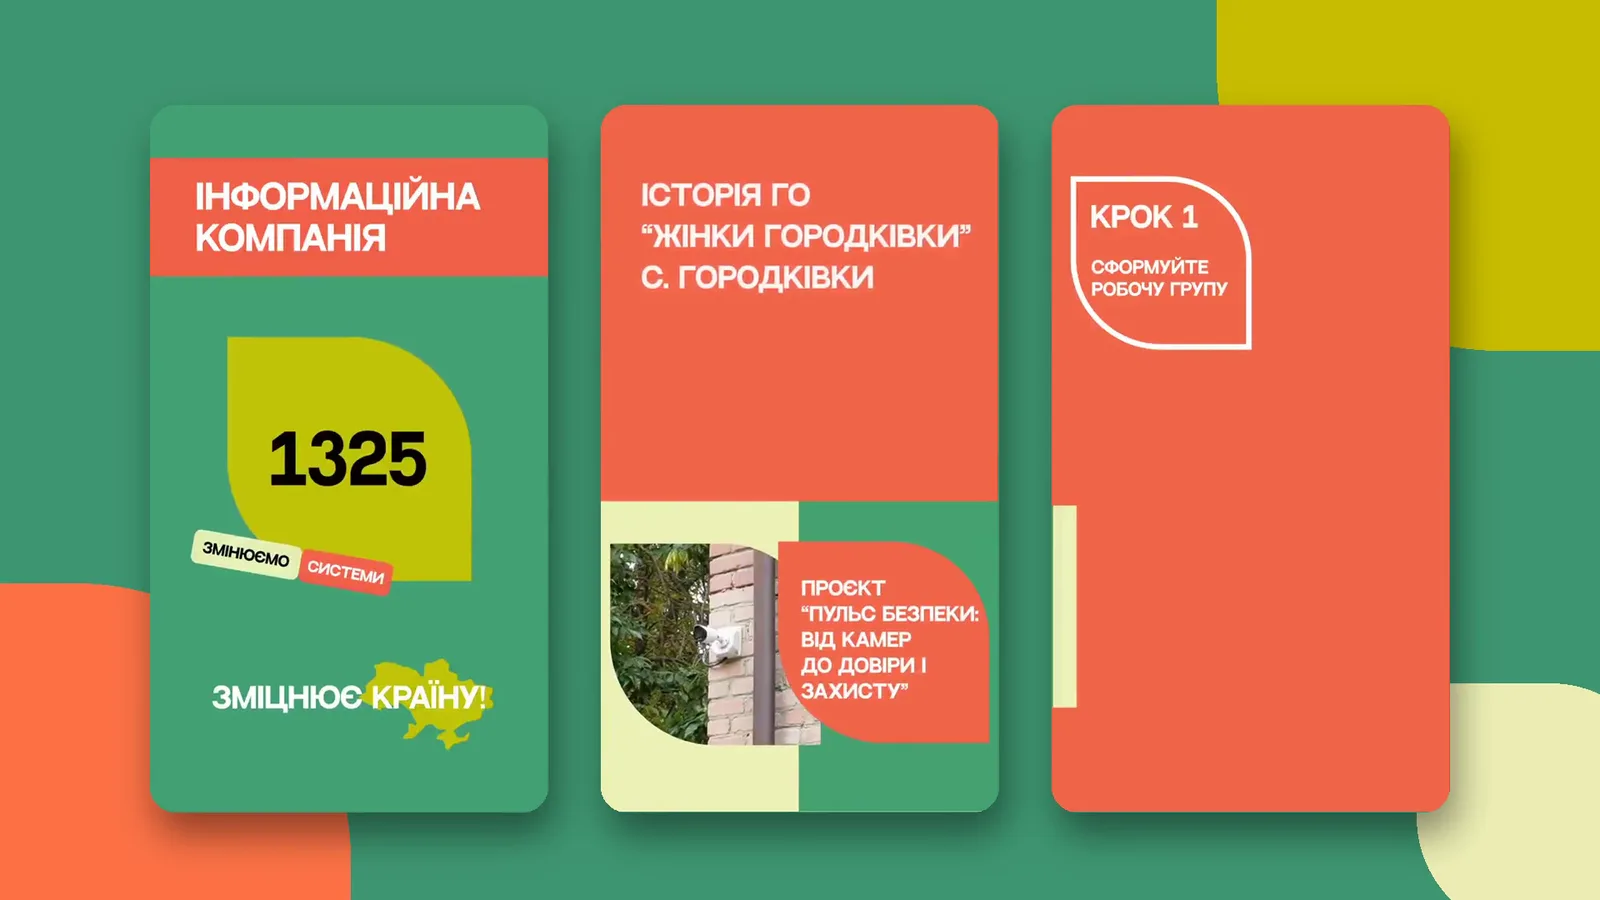 ІНФОРМАЦІЙНА
КОМПАНІЯ
1325
ЗМІНЮЄМО СИСТЕМИ
ЗМІЦНЮЄ КРАЇНУ!
ІСТОРІЯ ГО
“ЖІНКИ ГОРОДКІВКИ”
С. ГОРОДКІВКИ
ПРОЄКТ
“ПУЛЬС БЕЗПЕКИ:
ВІД КАМЕР
ДО ДОВІРИ І
ЗАХИСТУ”
КРОК 1
СФОРМУЙТЕ
РОБОЧУ ГРУПУ